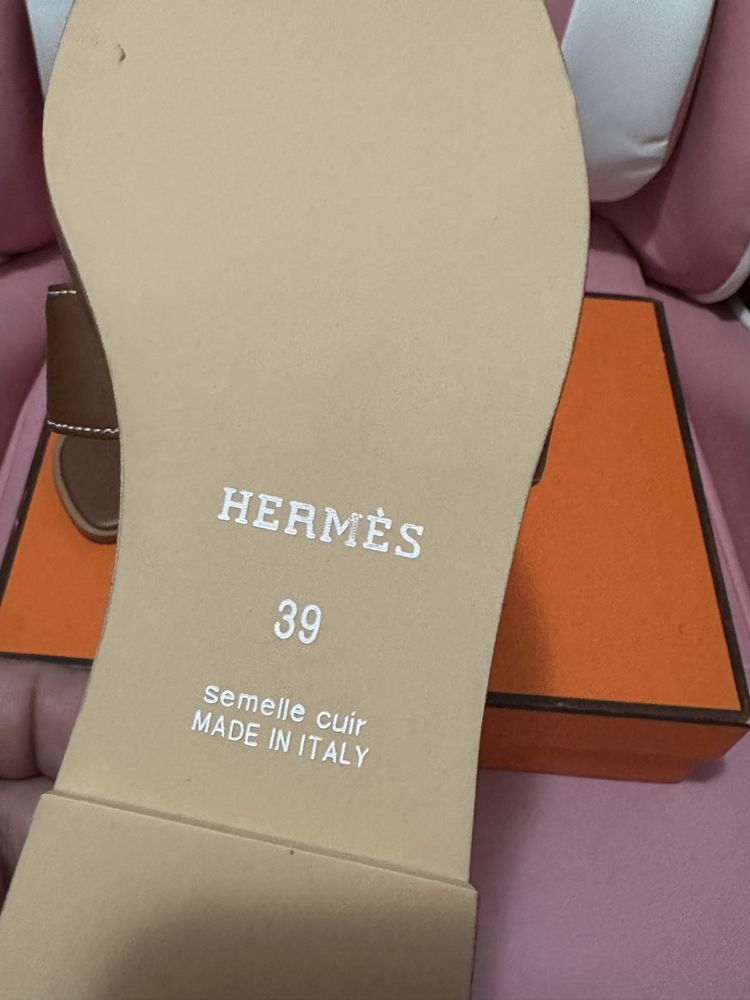 HERMÈS
39
semelle cuir
MADE IN ITALY